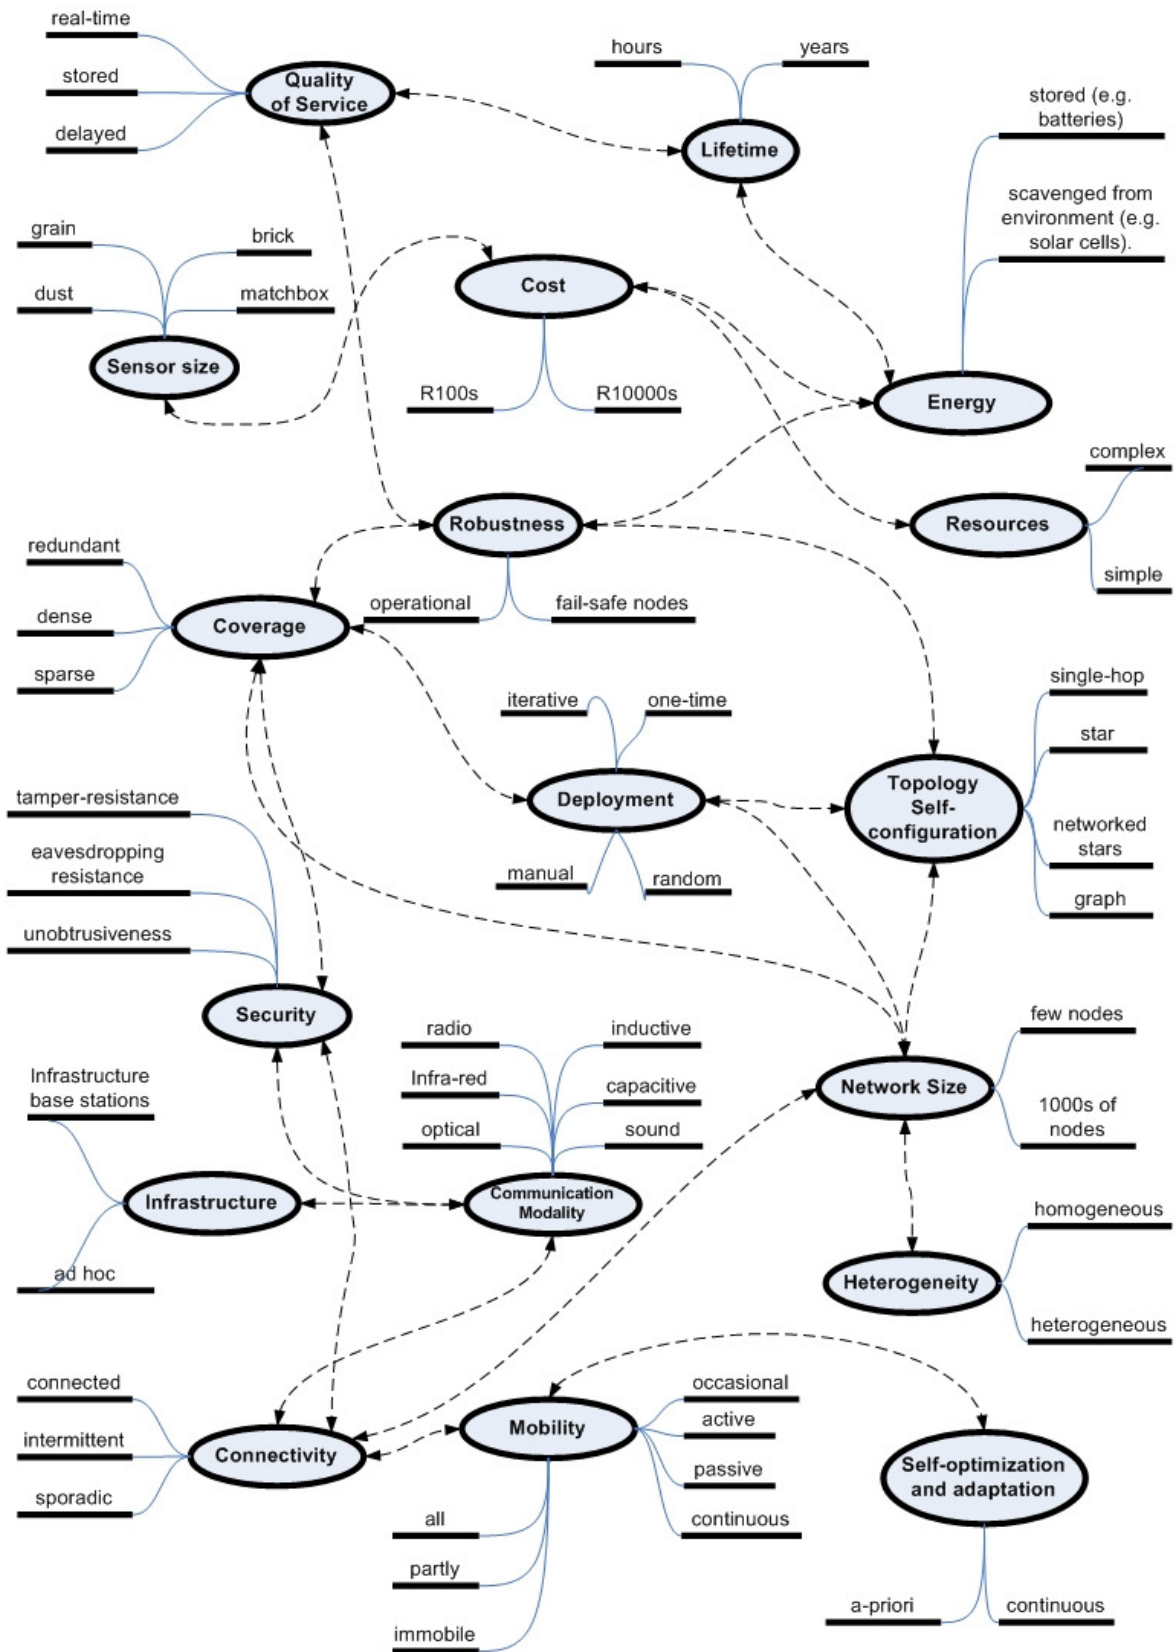 real-time
stored
delayed
Quality
of Service
hours
years
Lifetime
stored (e.g.
batteries)
scavenged from
environment (e.g.
solar cells).
grain
brick
dust
matchbox
Sensor size
Cost
R100s
R10000s
Energy
complex
Resources
simple
Robustness
operational
fail-safe nodes
redundant
dense
sparse
Coverage
iterative
one-time
Deployment
manual
random
single-hop
star
networked
stars
graph
Topology
Self-
configuration
tamper-resistance
eavesdropping
resistance
unobtrusiveness
Security
radio
inductive
Infra-red
capacitive
optical
sound
Communication
Modality
few nodes
1000s of
nodes
Network Size
Infrastructure
base stations
Infrastructure
ad hoc
homogeneous
Heterogeneity
heterogeneous
connected
intermittent
sporadic
Connectivity
Mobility
occasional
active
passive
continuous
all
partly
immobile
Self-optimization
and adaptation
a-priori
continuous